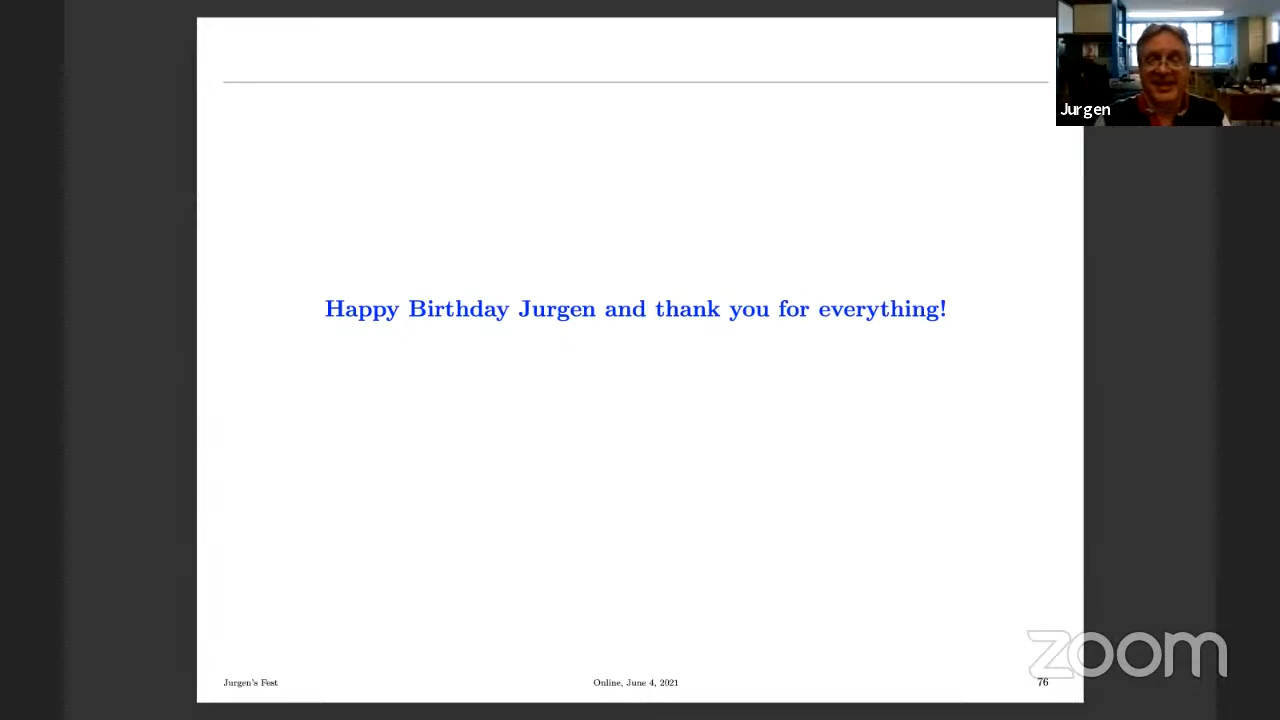 Jurgen
Happy Birthday Jurgen and thank you for everything!
zoom
Jurgen's Fest
Online, June 4, 2021
76